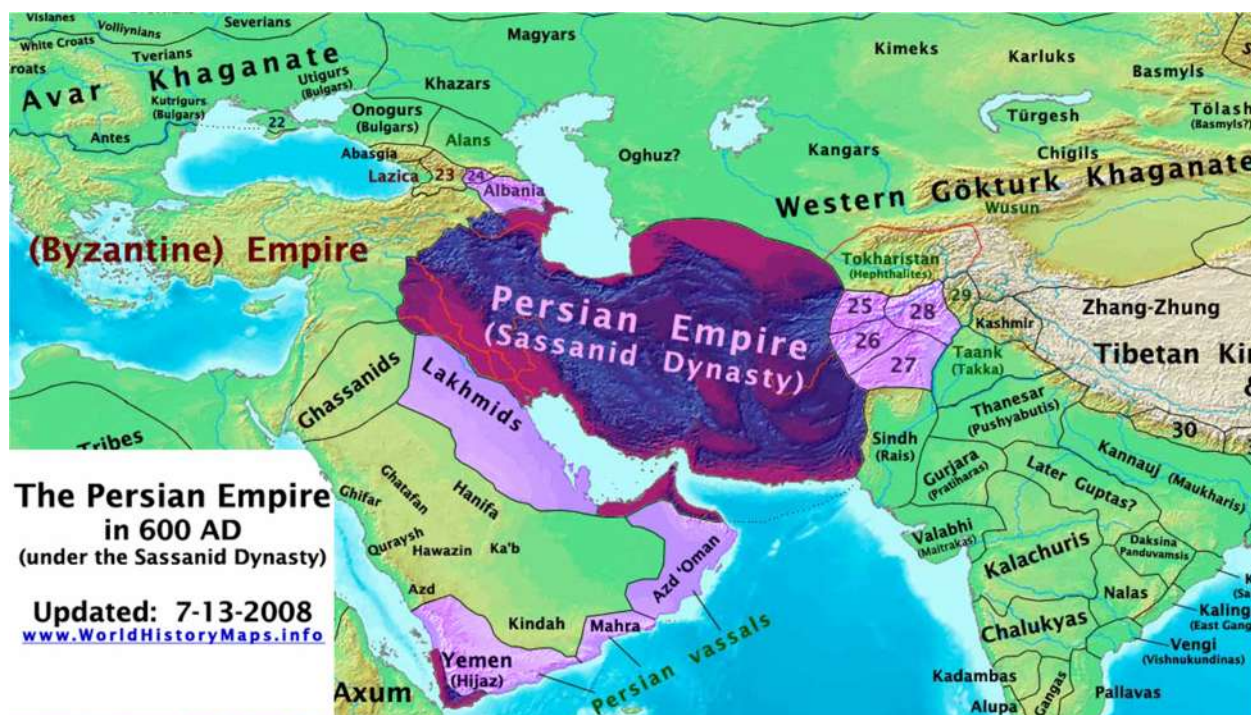 Vislanes
Volliynians
Severians
White Croats
Tverians
Croats
Avar Khaganate
Utigurs
(Bulgars)
Kutrigurs
(Bulgars)
Antes
22
Magyars
Khazars
Onogurs
(Bulgars)
Alans
Abasgia
Lazica
23
24
Albania
Kimeks
Karluks
Basmyls
Türgesh
Tölash
(Basmyls?)
Oghuz?
Kangars
Chigils
Western Gökturk Khaganate
Wusun
(Byzantine) Empire
Persian Empire
(Sassanid Dynasty)
Tokharistan
(Hephthalites)
25
28
29
26
27
Kashmir
Zhang-Zhung
Tibetan Ki
Taank
(Takka)
Thanesar
(Pushyabutis)
30
Ghassanids
Lakhmids
Tribes
Sindh
(Rais)
Gurjara
(Pratiharas)
Later Guptas?
Kannauj (Maukharis)
Valabhi
(Maitrakas)
Kalachuris
Daksina
Panduvamsis
Nalas
Kaling
(East Gang
Chalukyas
Vengi
(Vishnukundinas)
Kadambas
Alupa
Gangas
Pallavas
Ghatafan
Ghifar
Hanifa
Quraysh
Hawazin
Ka'b
Azd
Kindah
Azd 'Oman
Mahra
Yemen
(Hijaz)
Persian vassals
Axum
The Persian Empire
in 600 AD
(under the Sassanid Dynasty)
Updated: 7-13-2008
www.WorldHistoryMaps.info